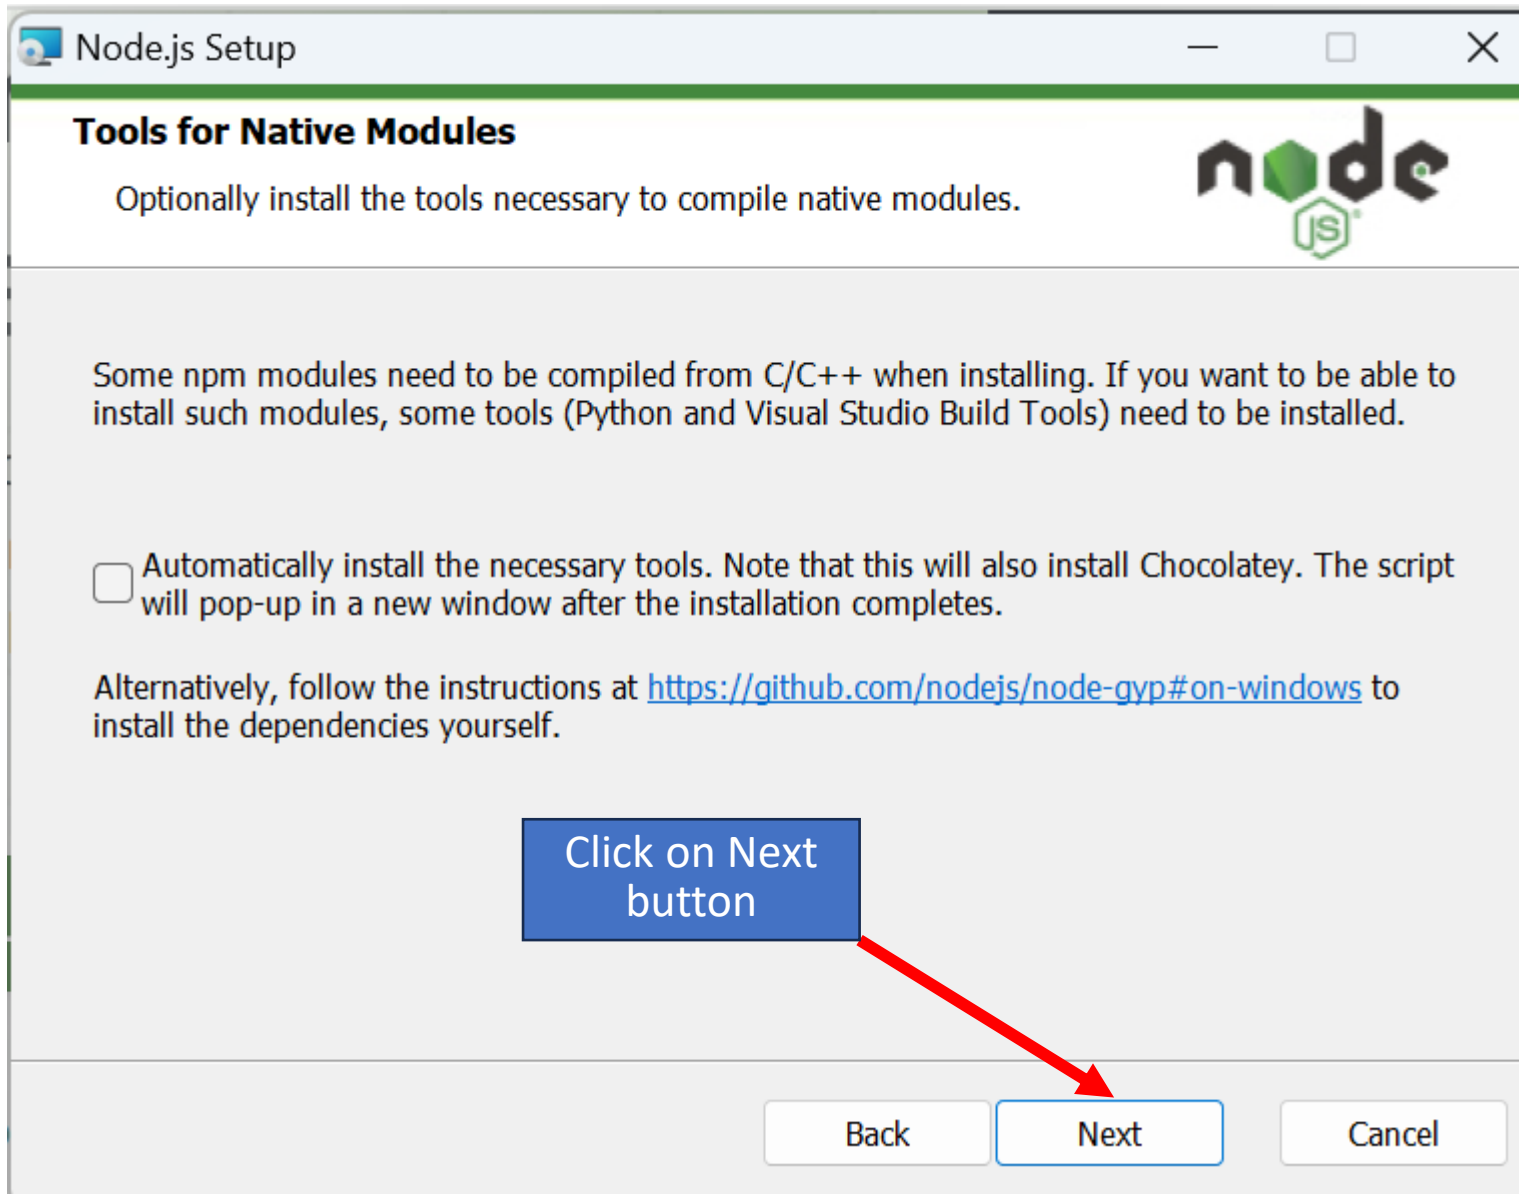 Node.js Setup
Tools for Native Modules
Optionally install the tools necessary to compile native modules.
node
JS
Some npm modules need to be compiled from C/C++ when installing. If you want to be able to
install such modules, some tools (Python and Visual Studio Build Tools) need to be installed.
Automatically install the necessary tools. Note that this will also install Chocolatey. The script
will pop-up in a new window after the installation completes.
Alternatively, follow the instructions at https://github.com/nodejs/node-gyp#on-windows to
install the dependencies yourself.
Click on Next
button
Back
Next
Cancel